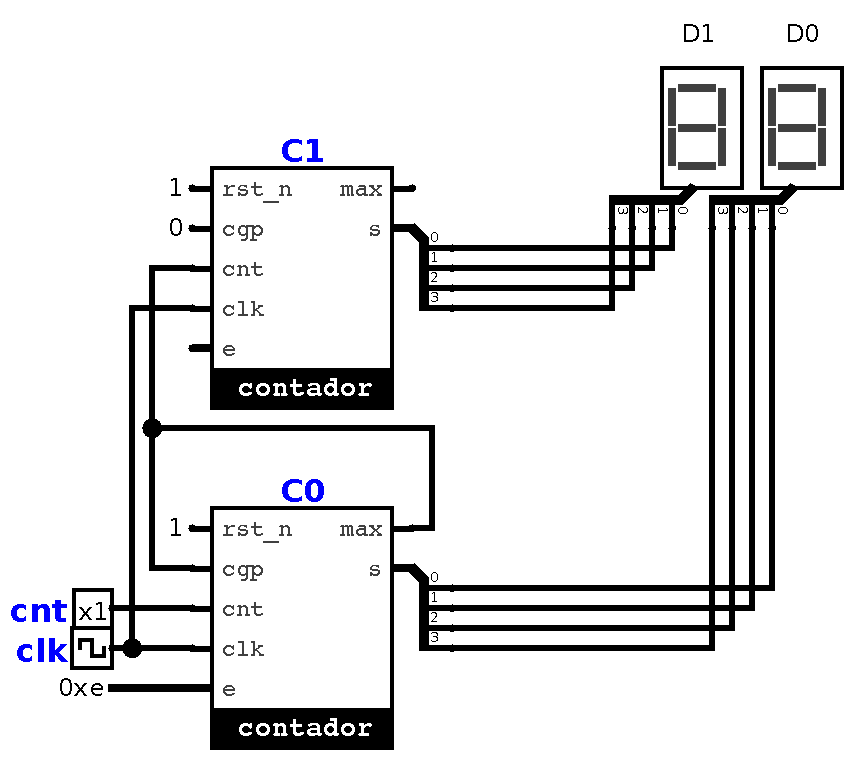 D1 D0
C1
1 rst_n max
0 cgp s
cnt
clk
e
0
1
2
3
3 2 1 0
3 2 1 0
contador
C0
1 rst_n max
cgp s
cnt x1 cnt
clk clk
0xe e
0
1
2
3
contador